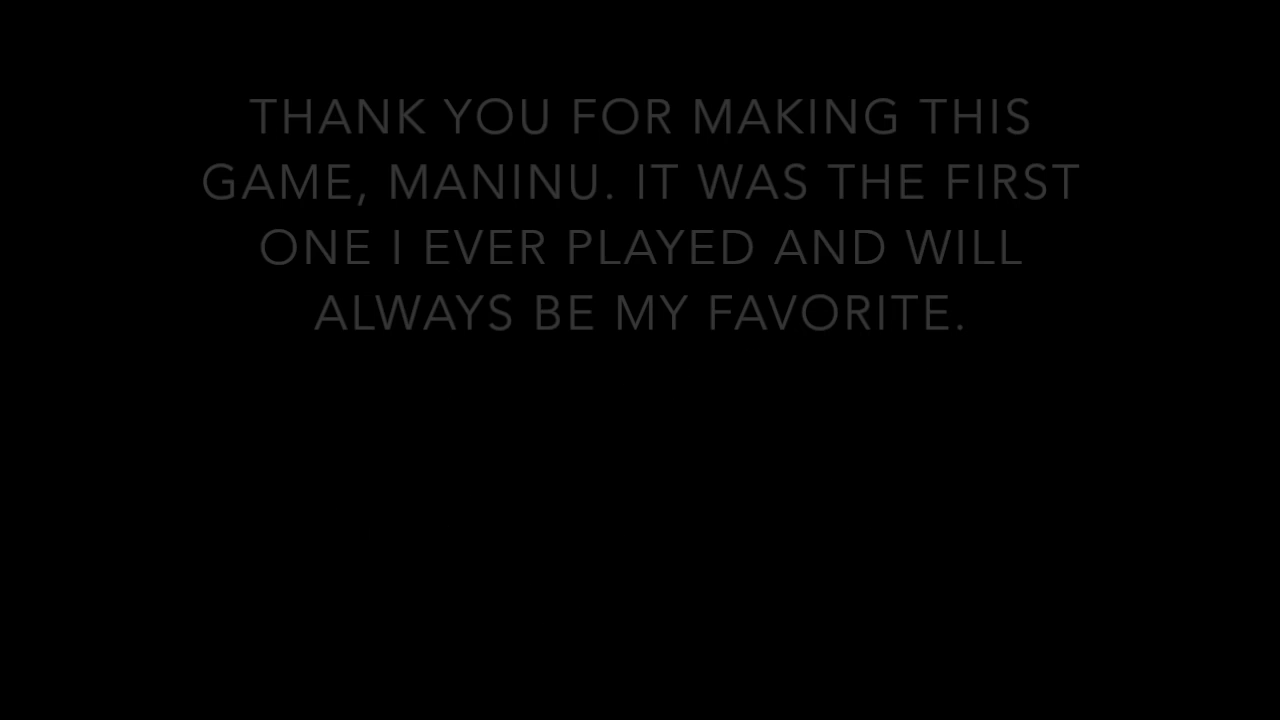 THANK YOU FOR MAKING THIS
GAME, MANINU. IT WAS THE FIRST
ONE I EVER PLAYED AND WILL
ALWAYS BE MY FAVORITE.